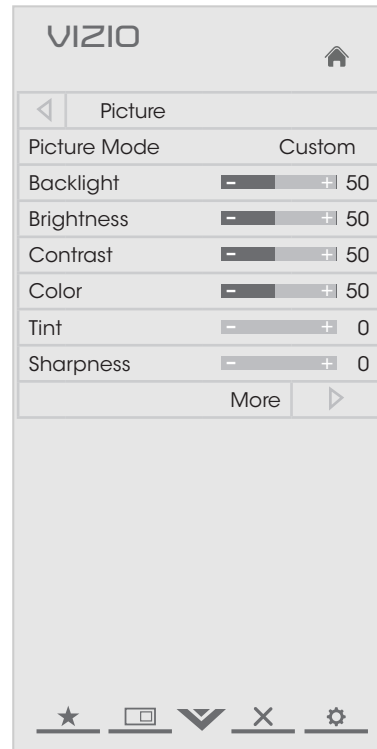 VIZIO
Picture
Picture Mode Custom
Backlight - + 50
Brightness - + 50
Contrast - + 50
Color - + 50
Tint - + 0
Sharpness - + 0
More